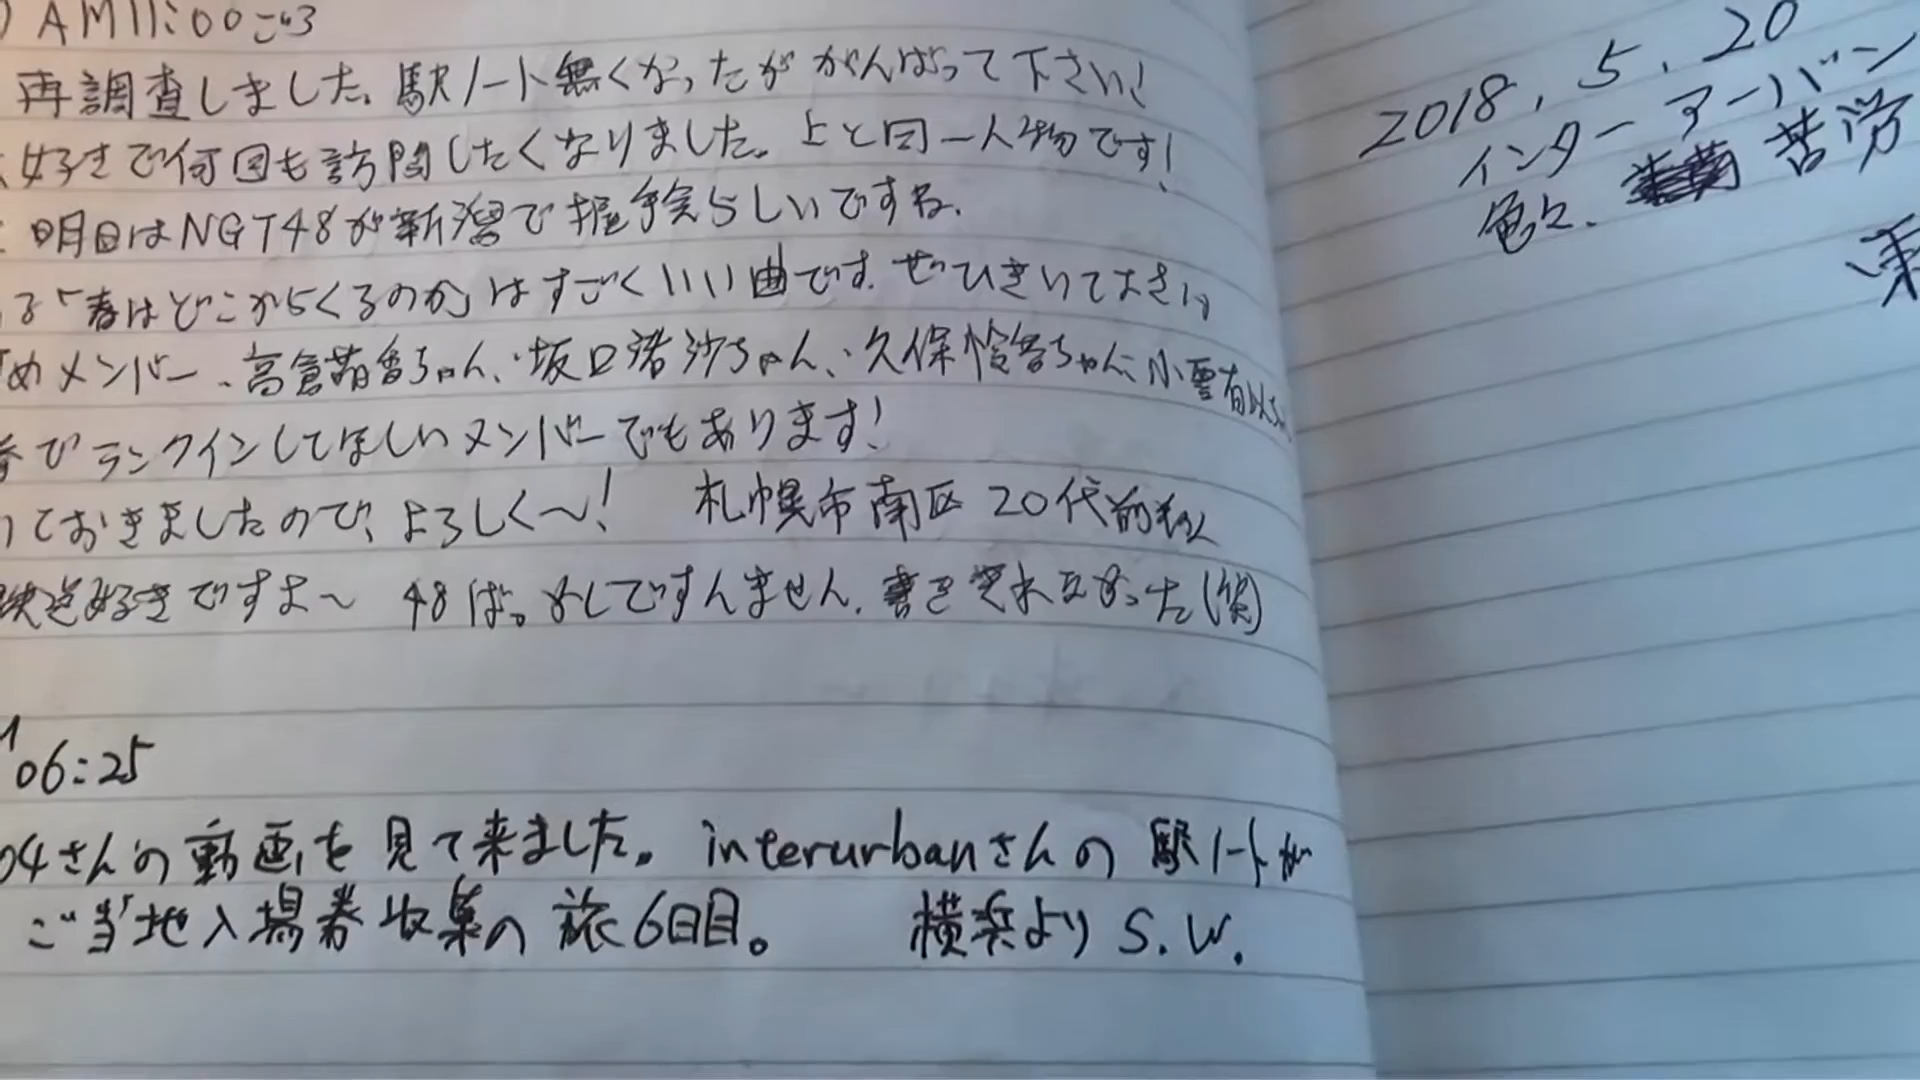 ) AM11:00ごろ
再調査しました。駅ノート無くなったががんばって下さい!
好きで何回も訪問したくなりました。上と同一人物です!
明日はNGT48が新潟で握手会らしいですね.
る「春はどこからくるのか」はすごくいい曲です.ぜひきいてよ
めメンバー、高倉萌香ちゃん、坂口渚沙ちゃん、久保怜音ちゃん、小栗有以
でランクインしてほしいメンバーでもあります!
ておきましたので、よろしく〜! 札幌市南区 20代前
好きですよ〜 48ばっかしですんません. 書ききれなかった(笑)
06:25
04さんの動画を見て来ました。interurbanさんの駅ノートが
ご当地入場券収集の旅6日目。 横浜より S.W.
2018.5.20
インターアーバン
色々、 苦労